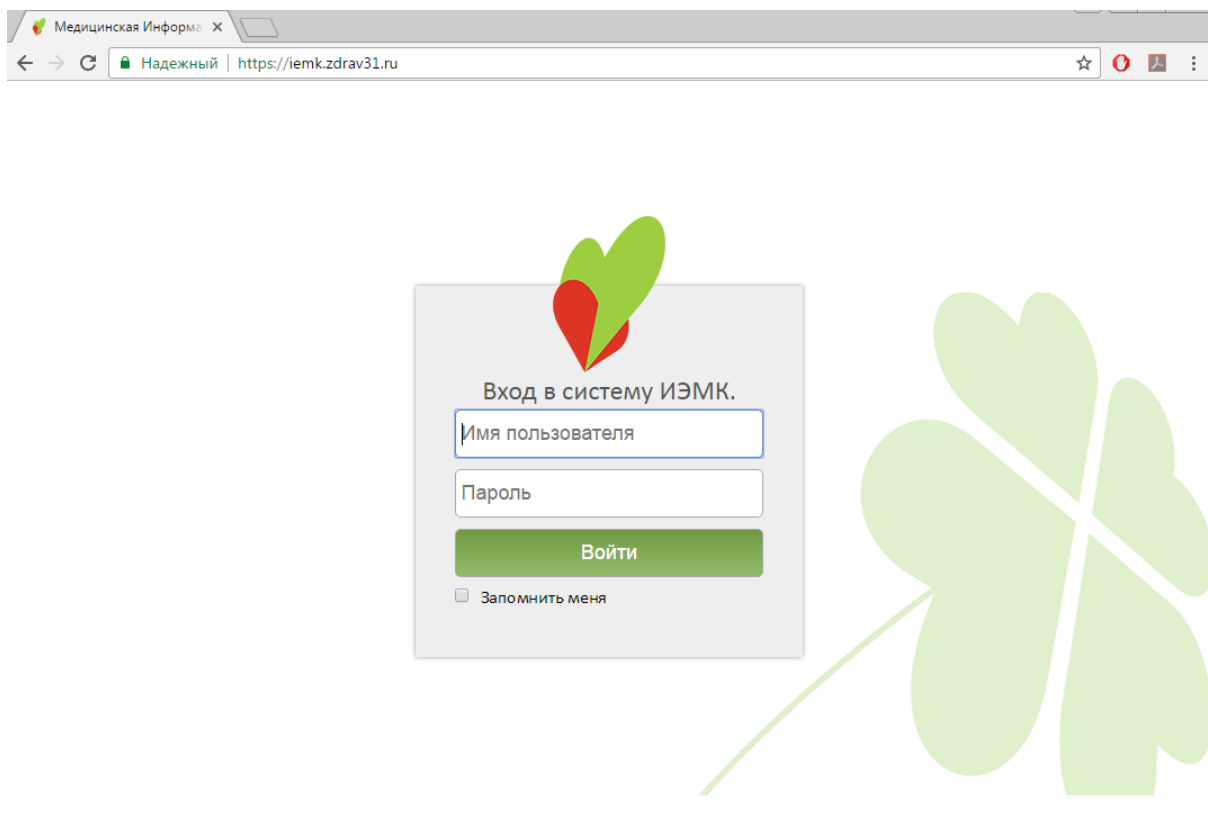 Медицинская Информа
Надежный | https://iemk.zdrav31.ru
Вход в систему ИЭМК.
Имя пользователя
Пароль
Войти
Запомнить меня